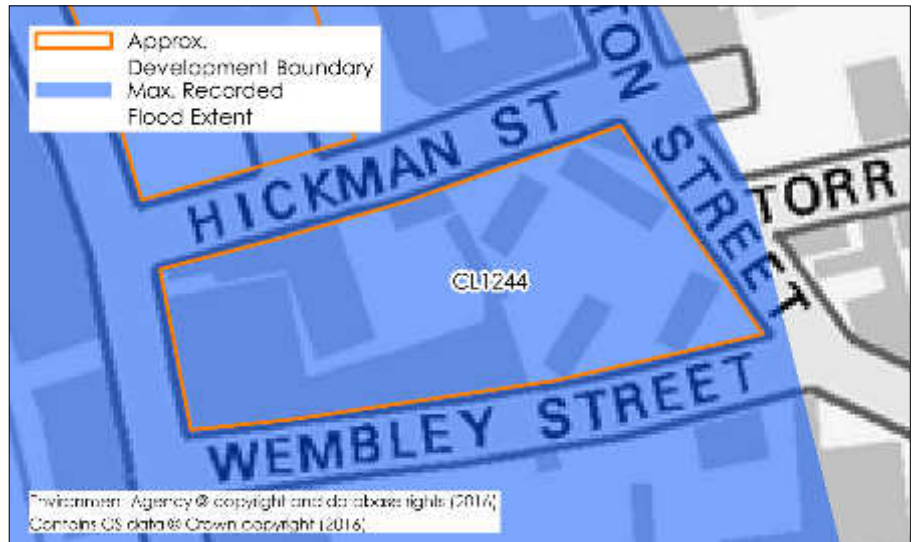 Approx.
Development Boundary
Max. Recorded
Flood Extent
TON STREET
HICKMAN ST
TORR
CL1244
WEMBLEY STREET
Environment Agency © copyright and database rights (2016)
Contains OS data © Crown copyright (2016)